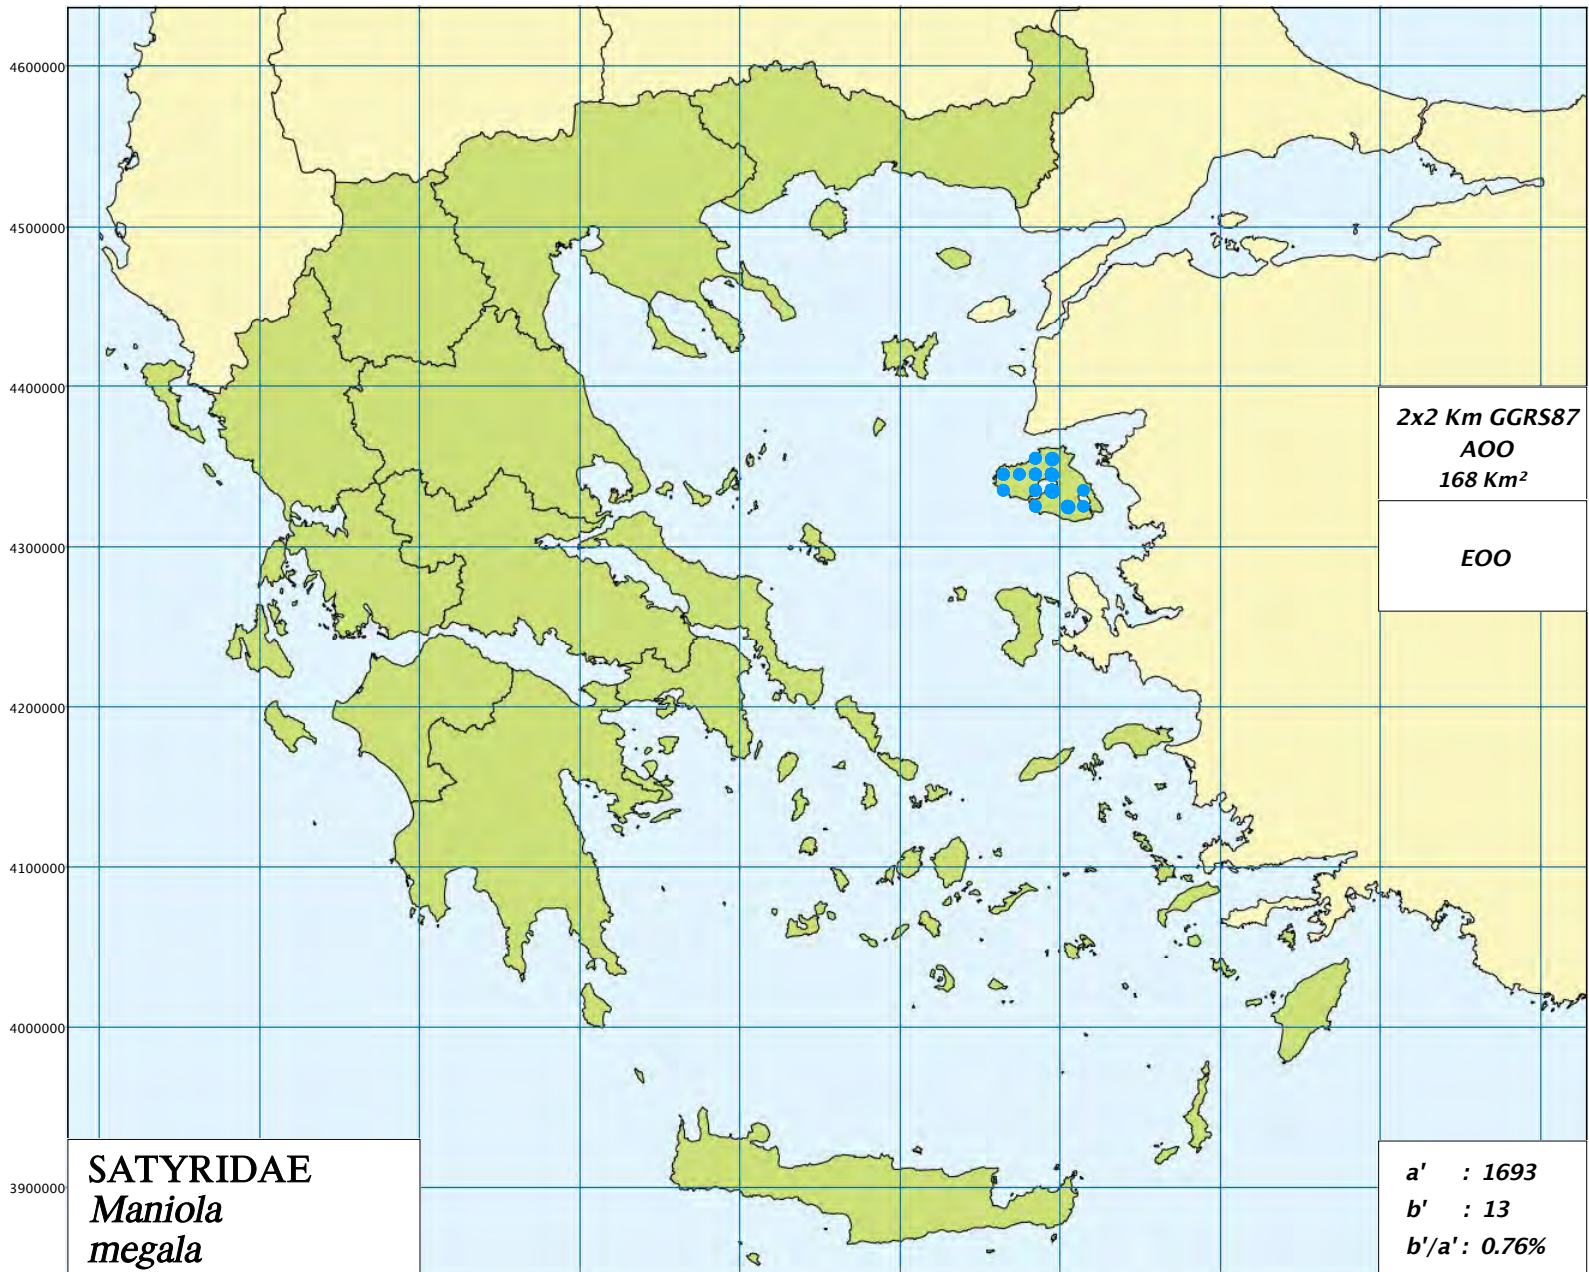 4600000
4500000
4400000
4300000
4200000
4100000
4000000
3900000
2x2 Km GGRS87
AOO
168 Km²
EOO
SATYRIDAE
Maniola
megala
a' : 1693
b' : 13
b'/a' : 0.76%